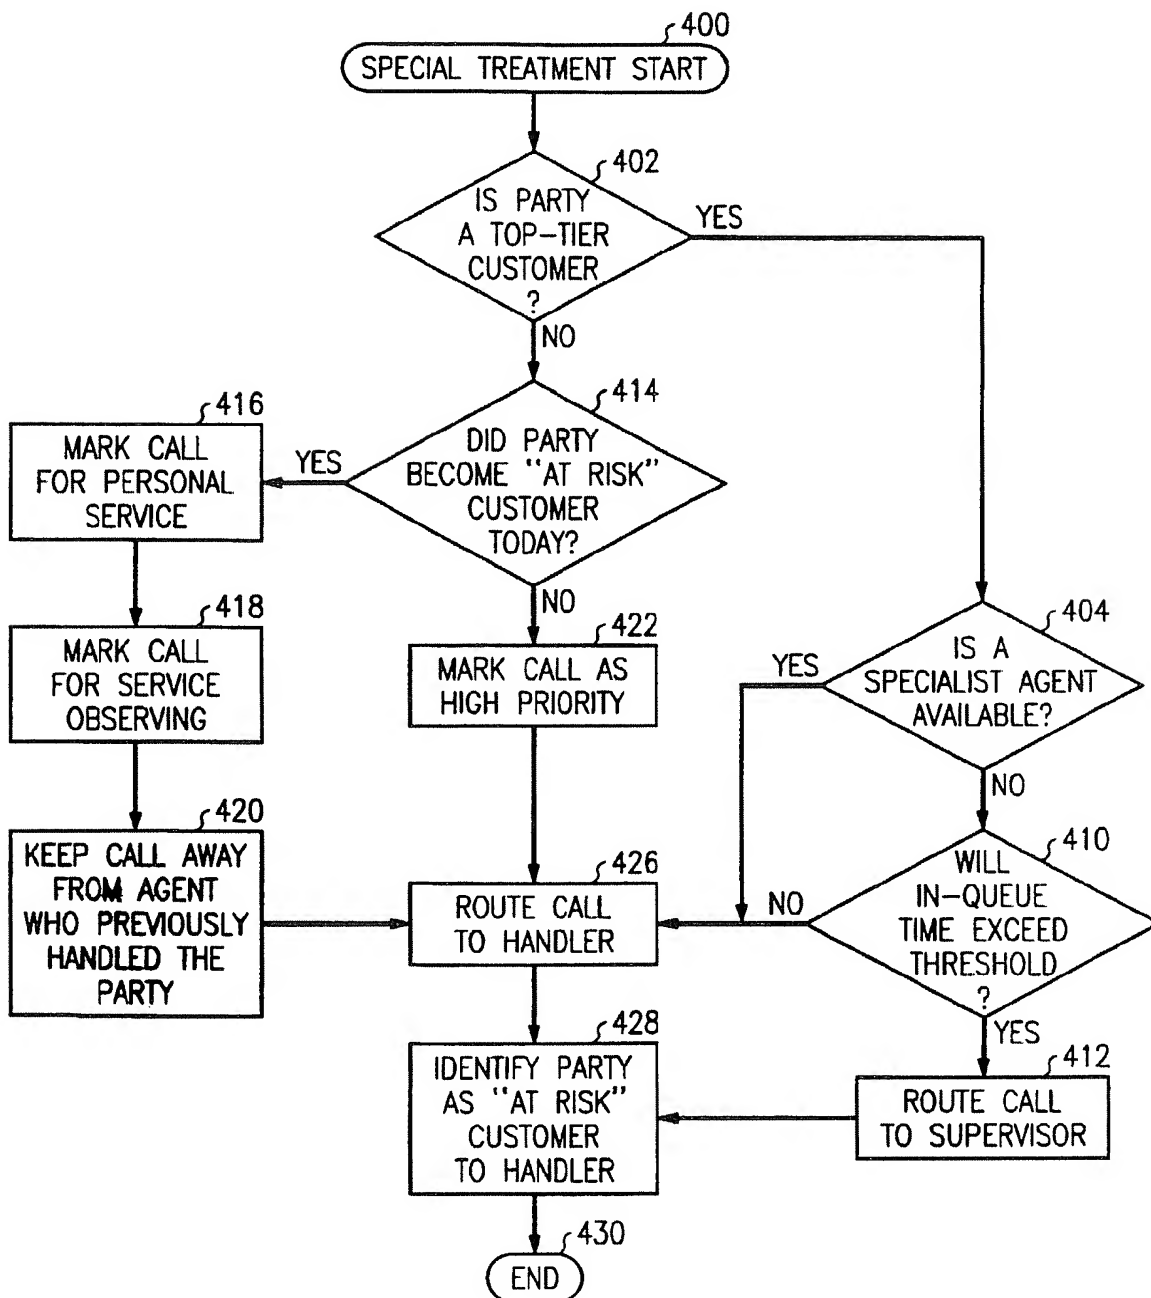 400
SPECIAL TREATMENT START
402
IS PARTY
A TOP-TIER
CUSTOMER
?
YES
NO
414
DID PARTY
BECOME "AT RISK"
CUSTOMER
TODAY?
YES
NO
416
MARK CALL
FOR PERSONAL
SERVICE
418
MARK CALL
FOR SERVICE
OBSERVING
420
KEEP CALL AWAY
FROM AGENT
WHO PREVIOUSLY
HANDLED THE
PARTY
422
MARK CALL AS
HIGH PRIORITY
404
IS A
SPECIALIST AGENT
AVAILABLE?
YES
NO
410
WILL
IN-QUEUE
TIME EXCEED
THRESHOLD
?
NO
YES
412
ROUTE CALL
TO SUPERVISOR
426
ROUTE CALL
TO HANDLER
428
IDENTIFY PARTY
AS "AT RISK"
CUSTOMER
TO HANDLER
430
END